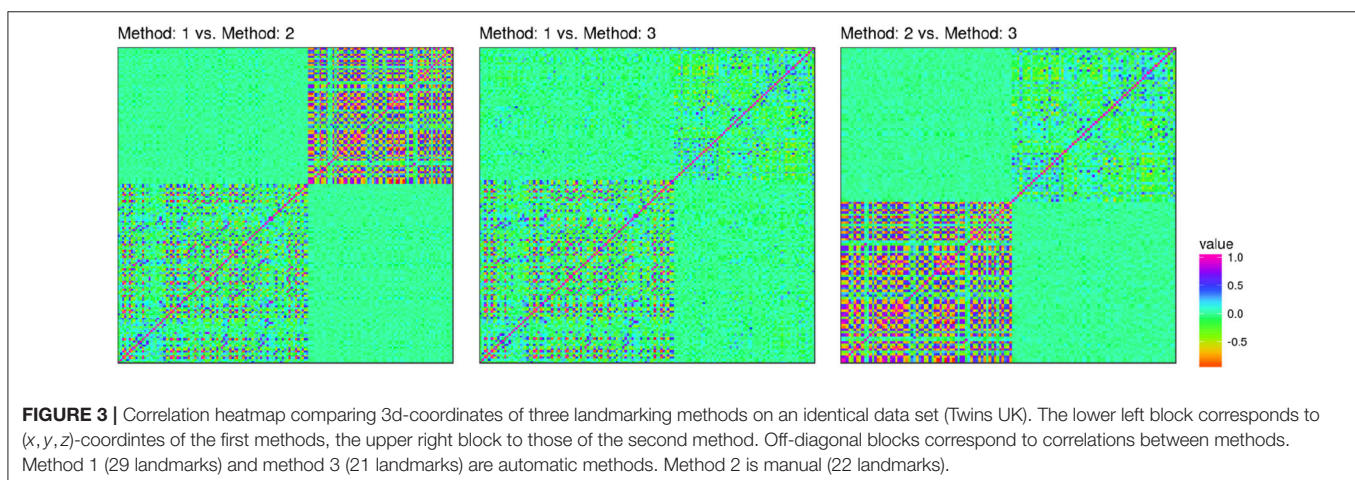 Method: 1 vs. Method: 2
Method: 1 vs. Method: 3
Method: 2 vs. Method: 3
value
1.0
0.5
0.0
-0.5
FIGURE 3 | Correlation heatmap comparing 3d-coordinates of three landmarking methods on an identical data set (Twins UK). The lower left block corresponds to
(x, y, z)-coordintes of the first methods, the upper right block to those of the second method. Off-diagonal blocks correspond to correlations between methods.
Method 1 (29 landmarks) and method 3 (21 landmarks) are automatic methods. Method 2 is manual (22 landmarks).